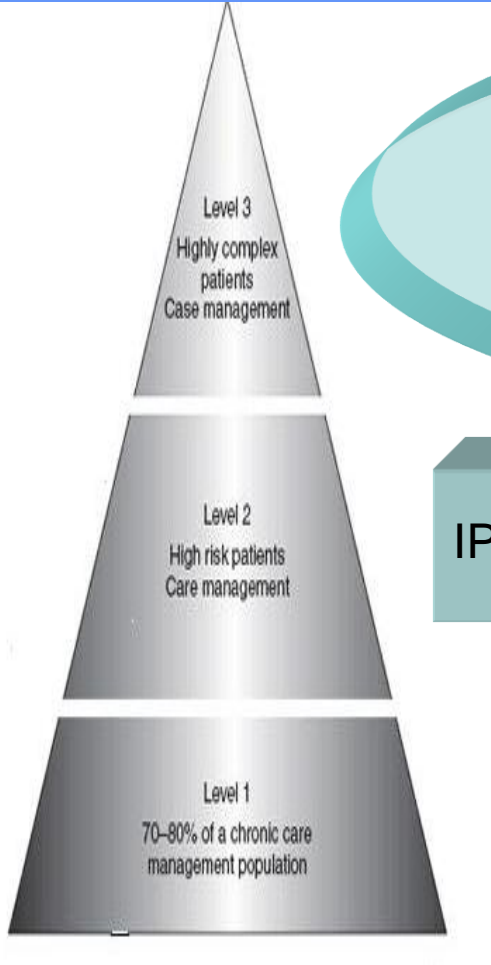 Level 3
Highly complex
patients
Case management
Level 2
High risk patients
Care management
IP
Level 1
70–80% of a chronic care
management population